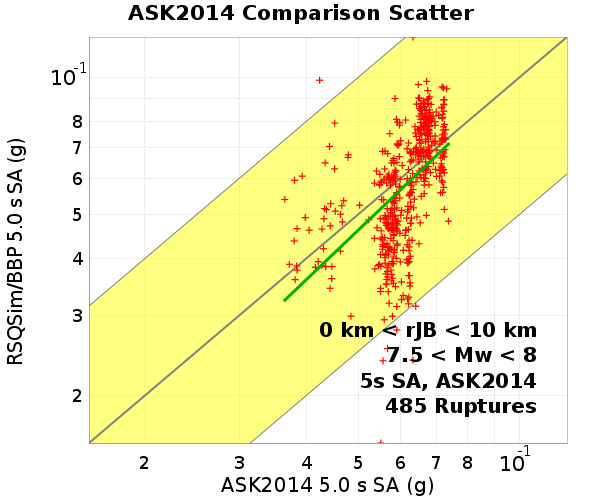 ASK2014 Comparison Scatter
RSQSim/BBP 5.0 s SA (g)
10⁻¹
8
7
6
5
4
3
2
0 km < rJB < 10 km
7.5 < Mw < 8
5s SA, ASK2014
485 Ruptures
2 3 4 5 6 7 8 10⁻¹
ASK2014 5.0 s SA (g)